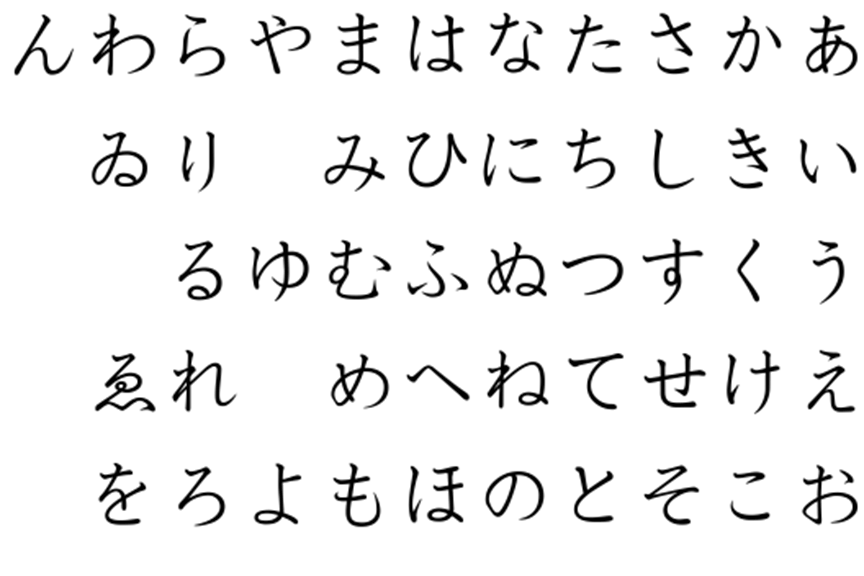 んわらやまはなたさかあ
ゐり みひにちしきい
るゆむふぬつすくう
ゑれ めへねてせけえ
をろよもほのとそこお